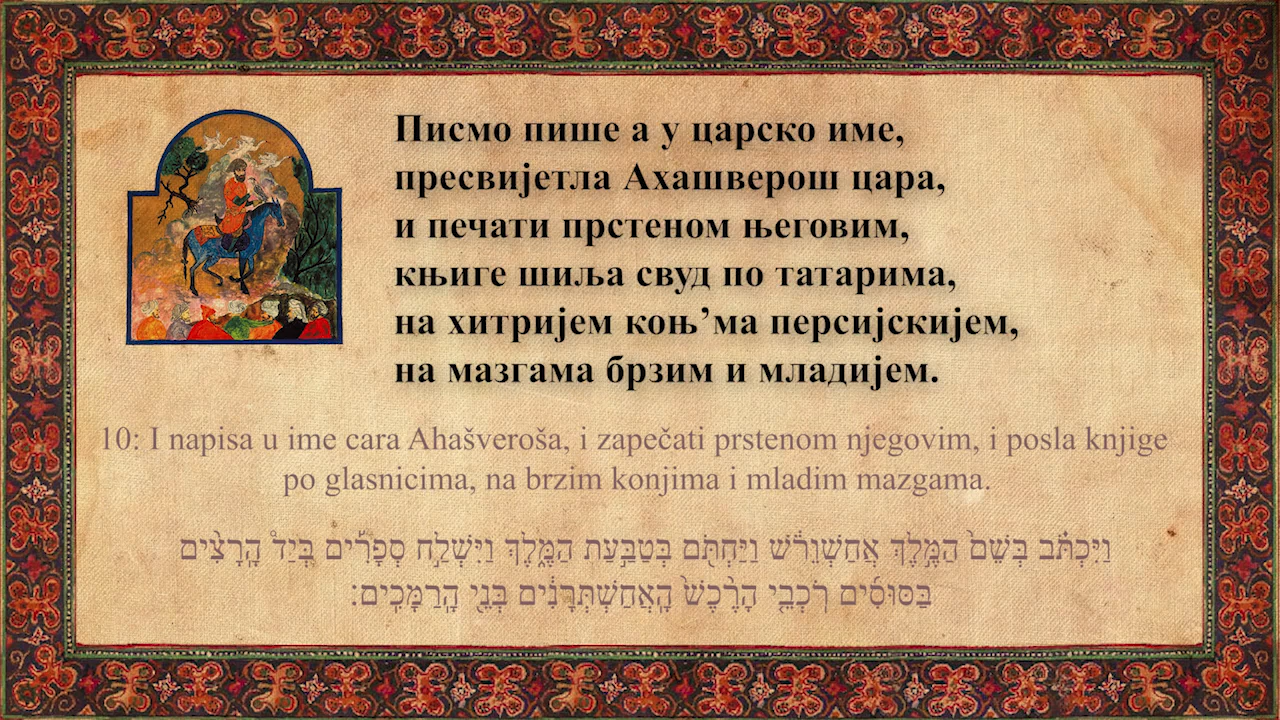 Писмо пише а у царско име,
пресвијетла Ахашверош цара,
и печати прстеном његовим,
књиге шиља свуд по татарима,
на хитријем коњ’ма персијскијем,
на мазгама брзим и младијем.
10: I napisa u ime cara Ahašveroša, i zapečati prstenom njegovim, i posla knjige
po glasnicima, na brzim konjima i mladim mazgama.
וַיִּכְתֹּ֗ב בְּשֵׁם֙ הַמֶּ֣לֶךְ אֲחַשְׁוֵרֹ֔שׁ וַיַּחְתֹּ֖ם בְּטַבַּ֣עַת הַמֶּ֑לֶךְ וַיִּשְׁלַ֣ח סְפָרִ֡ים בְּיַד֩ הָרָצִ֨ים
בַּסּוּסִ֜ים רֹכְבֵ֤י הָרֶ֙כֶשׁ֙ הָֽאֲחַשְׁתְּרָנִ֔ים בְּנֵ֖י הָֽרַמָּכִֽים׃